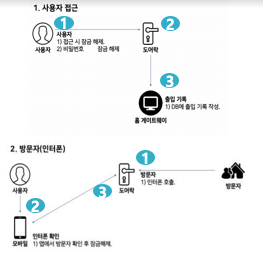 1. 사용자 접근
1
2
사용자
1) 접근 시 잠금 해제.
2) 비밀번호 잠금 해제
사용자
도어락
3
출입 기록
1) DB에 출입 기록 작성.
홈 게이트웨이
2. 방문자(인터폰)
1
방문자
1) 인터폰 호출.
사용자
도어락
방문자
3
2
인터폰 확인
1) 앱에서 방문자 확인 후 잠금해제.
모바일